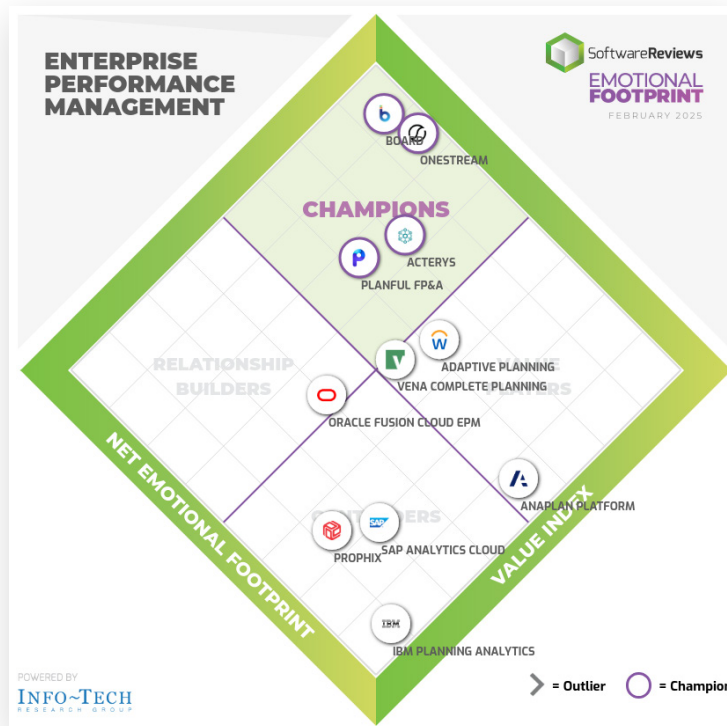 ENTERPRISE
PERFORMANCE
MANAGEMENT
SoftwareReviews
EMOTIONAL
FOOTPRINT
FEBRUARY 2025
BOARD
ONESTREAM
CHAMPIONS
ACTERYS
PLANFUL FP&A
RELATIONSHIP
BUILDERS
ADAPTIVE PLANNING
VENA COMPLETE PLANNING
ORACLE FUSION CLOUD EPM
ANAPLAN PLATFORM
SAP
SAP ANALYTICS CLOUD
PROPHIX
IBM
IBM PLANNING ANALYTICS
NET EMOTIONAL FOOTPRINT
VALUE INDEX
= Outlier
= Champion
POWERED BY
INFO~TECH
RESEARCH GROUP